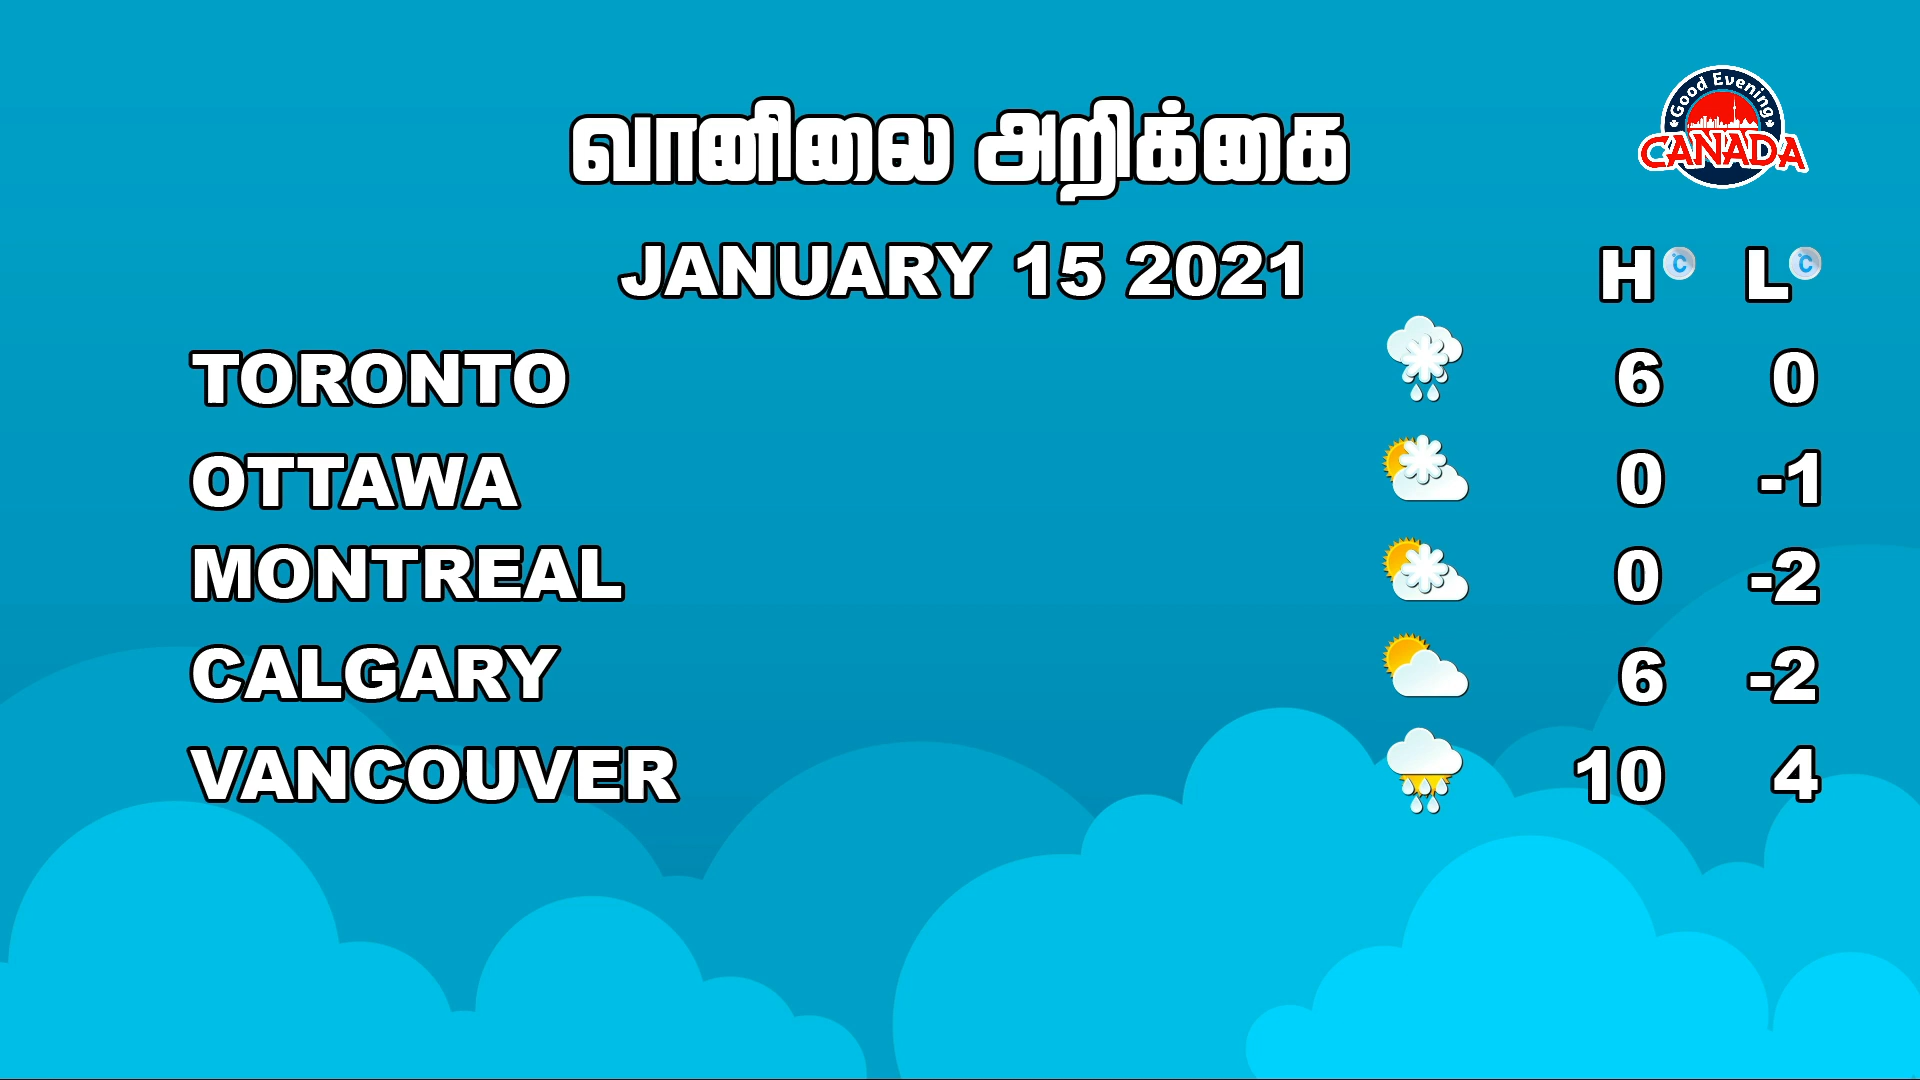 வானிலை அறிக்கை
Good Evening
CANADA
JANUARY 15 2021 H°C L°C
TORONTO 6 0
OTTAWA 0 -1
MONTREAL 0 -2
CALGARY 6 -2
VANCOUVER 10 4